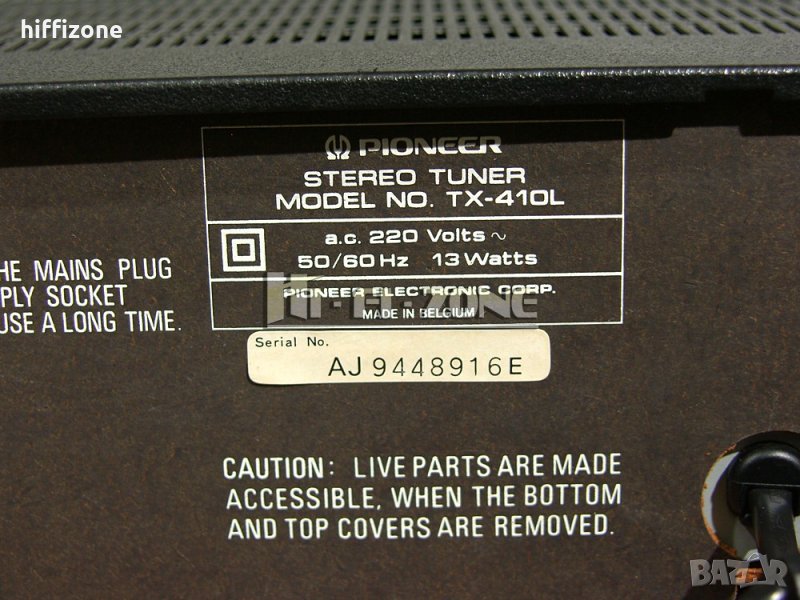 hiffizone
PIONEER
STEREO TUNER
MODEL NO. TX-410L
a.c. 220 Volts ~
50/60 Hz 13 Watts
PIONEER ELECTRONIC CORP.
MADE IN BELGIUM
Hi-Fi-ZONE
HE MAINS PLUG
PLY SOCKET
USE A LONG TIME.
Serial No.
AJ 9448916E
CAUTION: LIVE PARTS ARE MADE
ACCESSIBLE, WHEN THE BOTTOM
AND TOP COVERS ARE REMOVED.
BAZAR